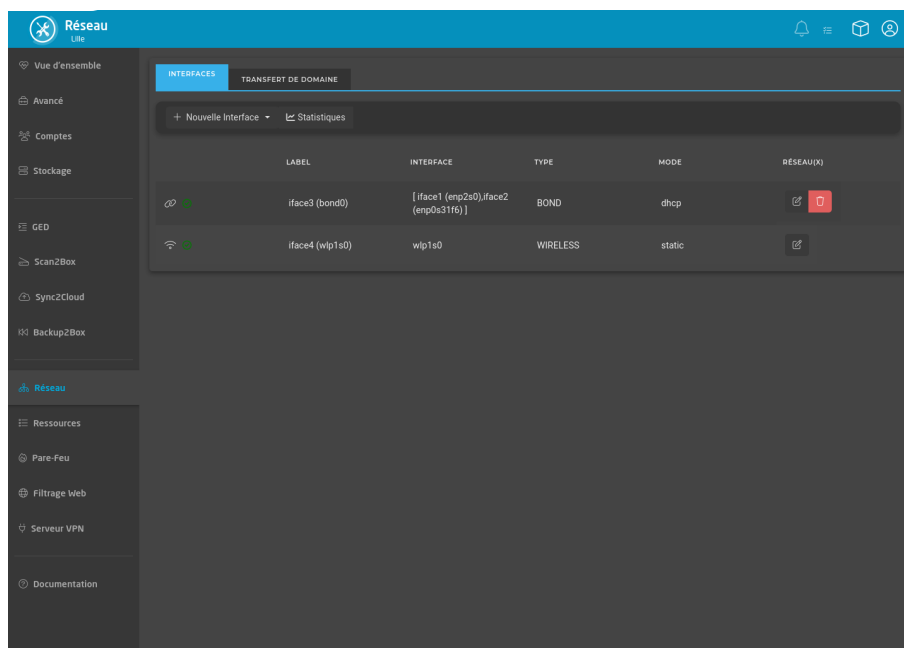 Réseau
Lille
Vue d'ensemble
Avancé
Comptes
Stockage
GED
Scan2Box
Sync2Cloud
Backup2Box
Réseau
Ressources
Pare-Feu
Filtrage Web
Serveur VPN
Documentation
INTERFACES TRANSFERT DE DOMAINE
+ Nouvelle Interface Statistiques
LABEL INTERFACE TYPE MODE RÉSEAU(X)
iface3 (bond0) [ iface1 (enp2s0),iface2 BOND dhcp
(enp0s31f6) ]
iface4 (wlp1s0) wlp1s0 WIRELESS static